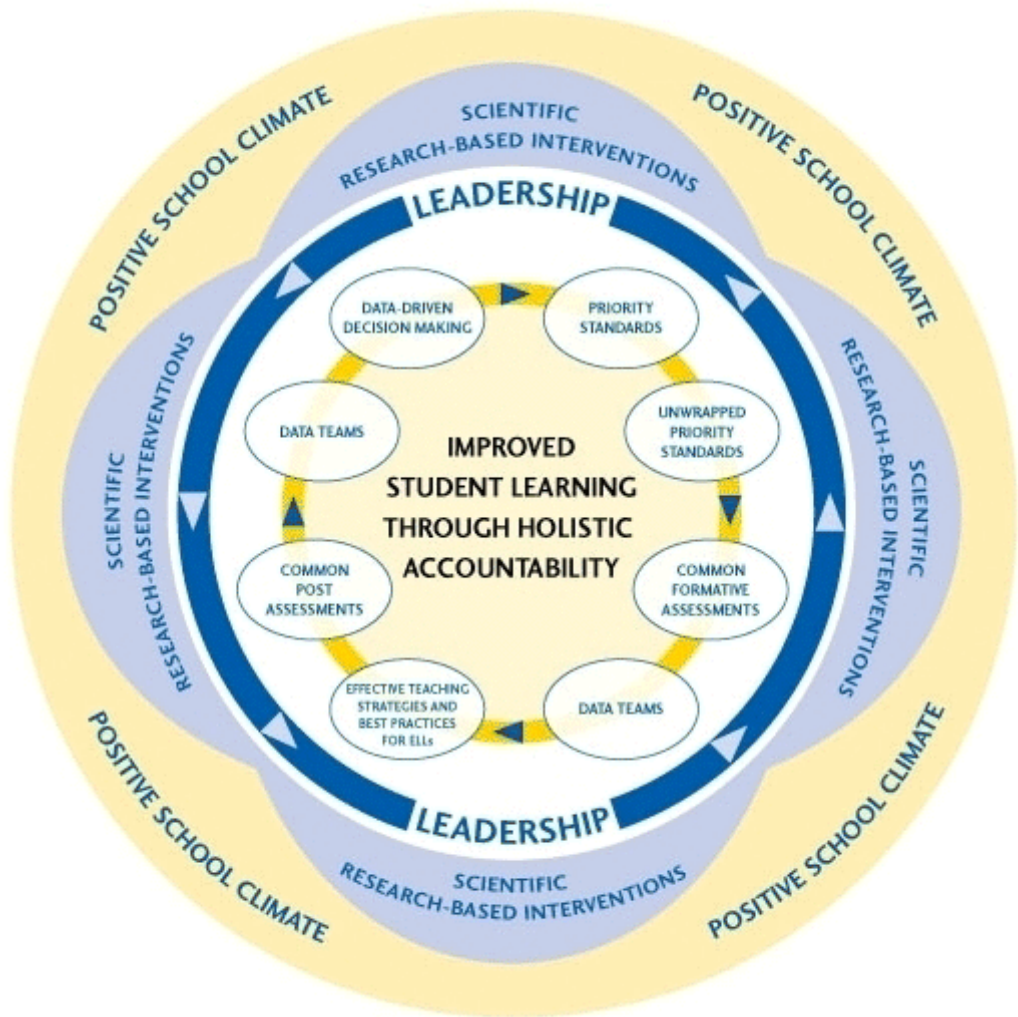 POSITIVE SCHOOL CLIMATE
POSITIVE SCHOOL CLIMATE
SCIENTIFIC
RESEARCH-BASED INTERVENTIONS
LEADERSHIP
DATA-DRIVEN
DECISION MAKING
PRIORITY
STANDARDS
SCIENTIFIC
RESEARCH-BASED INTERVENTIONS
DATA TEAMS
UNWRAPPED
PRIORITY
STANDARDS
SCIENTIFIC
RESEARCH-BASED INTERVENTIONS
IMPROVED
STUDENT LEARNING
THROUGH HOLISTIC
ACCOUNTABILITY
COMMON
POST
ASSESSMENTS
COMMON
FORMATIVE
ASSESSMENTS
EFFECTIVE TEACHING
STRATEGIES AND
BEST PRACTICES
FOR ELLs
DATA TEAMS
LEADERSHIP
SCIENTIFIC
RESEARCH-BASED INTERVENTIONS
POSITIVE SCHOOL CLIMATE
POSITIVE SCHOOL CLIMATE